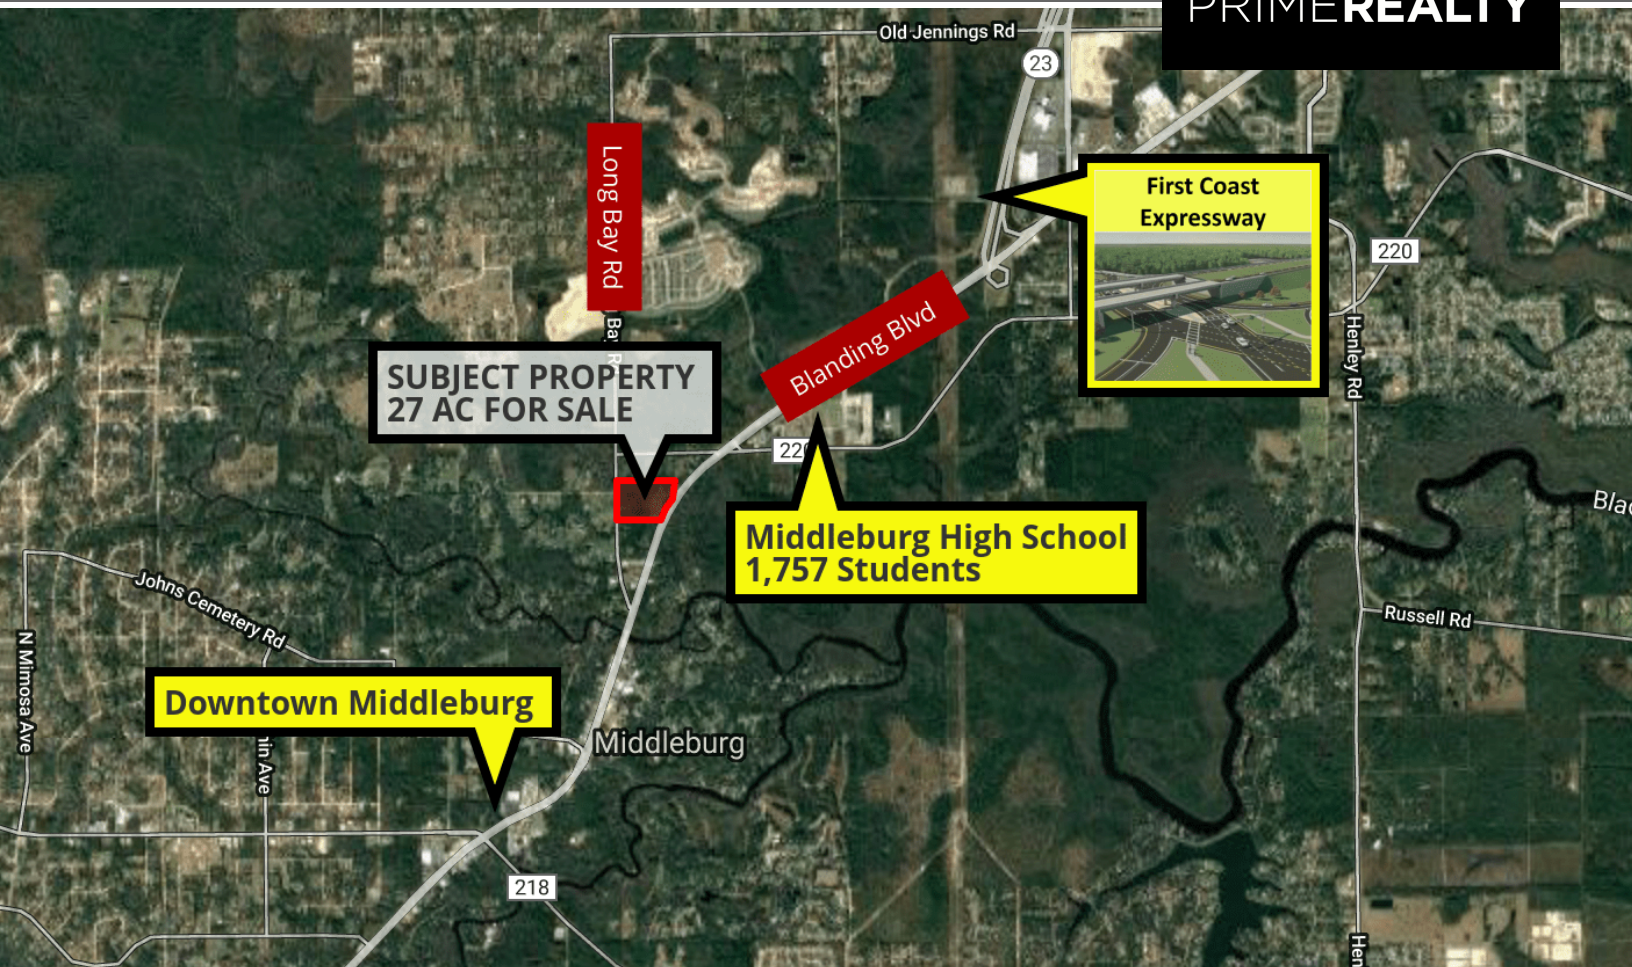 PRIMEREALTY
Old Jennings Rd
23
Long Bay Rd
First Coast
Expressway
220
Blanding Blvd
Henley Rd
SUBJECT PROPERTY
27 AC FOR SALE
Middleburg High School
1,757 Students
Johns Cemetery Rd
Russell Rd
N Mimosa Ave
Downtown Middleburg
Middleburg
Ave
218